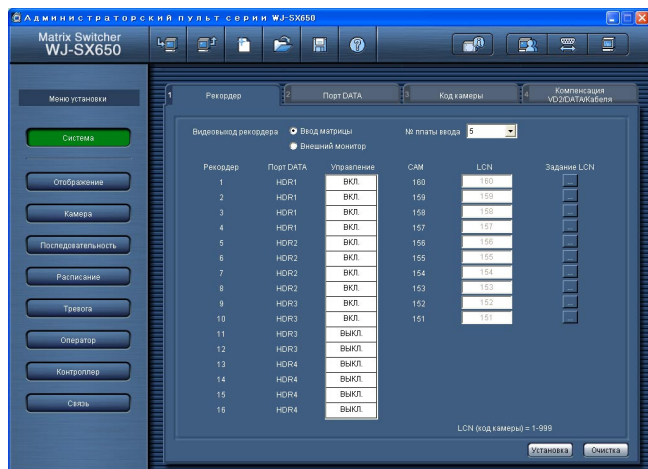 Администраторский пульт серии WJ-SX650
Matrix Switcher
WJ-SX650
Меню установки
Система
Отображение
Камера
Последовательность
Расписание
Тревога
Оператор
Контроллер
Связь
1 Рекордер
2 Порт DATA
3 Код камеры
4 Компенсация VD2/DATA/Кабеля
Видеовыход рекордера Ввод матрицы № платы ввода 5
Внешний монитор
Рекордер Порт DATA Управление CAM LCN Задание LCN
1 HDR1 ВКЛ. 160 160 ...
2 HDR1 ВКЛ. 159 159 ...
3 HDR1 ВКЛ. 158 158 ...
4 HDR1 ВКЛ. 157 157 ...
5 HDR2 ВКЛ. 156 156 ...
6 HDR2 ВКЛ. 155 155 ...
7 HDR2 ВКЛ. 154 154 ...
8 HDR2 ВКЛ. 153 153 ...
9 HDR3 ВКЛ. 152 152 ...
10 HDR3 ВКЛ. 151 151 ...
11 HDR3 ВЫКЛ.
12 HDR3 ВЫКЛ.
13 HDR4 ВЫКЛ.
14 HDR4 ВЫКЛ.
15 HDR4 ВЫКЛ.
16 HDR4 ВЫКЛ.
LCN (код камеры) = 1-999
Установка Очистка